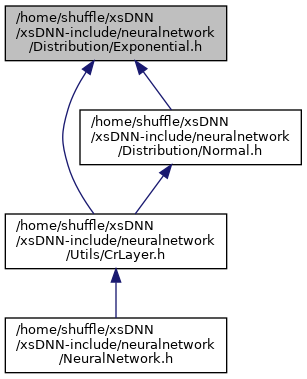 /home/shuffle/xsDNN
/xsDNN-include/neuralnetwork
/Distribution/Exponential.h
/home/shuffle/xsDNN
/xsDNN-include/neuralnetwork
/Distribution/Normal.h
/home/shuffle/xsDNN
/xsDNN-include/neuralnetwork
/Utils/CrLayer.h
/home/shuffle/xsDNN
/xsDNN-include/neuralnetwork
/NeuralNetwork.h